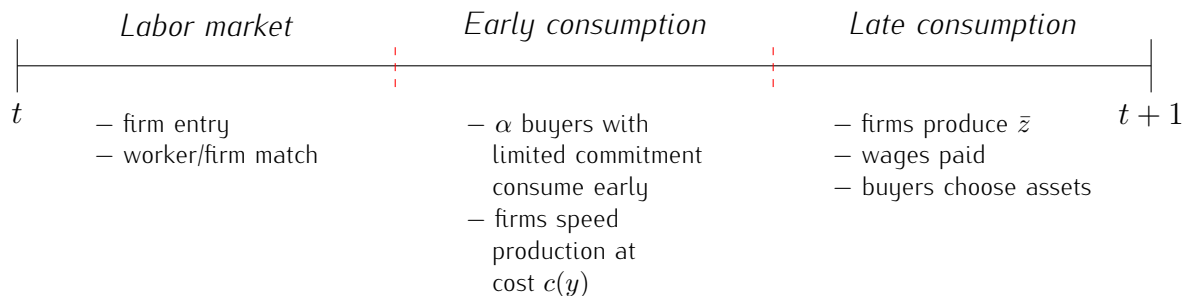 Labor market
Early consumption
Late consumption
t
t + 1
– firm entry
– worker/firm match
– α buyers with
limited commitment
consume early
– firms speed
production at
cost c(y)
– firms produce z̄
– wages paid
– buyers choose assets